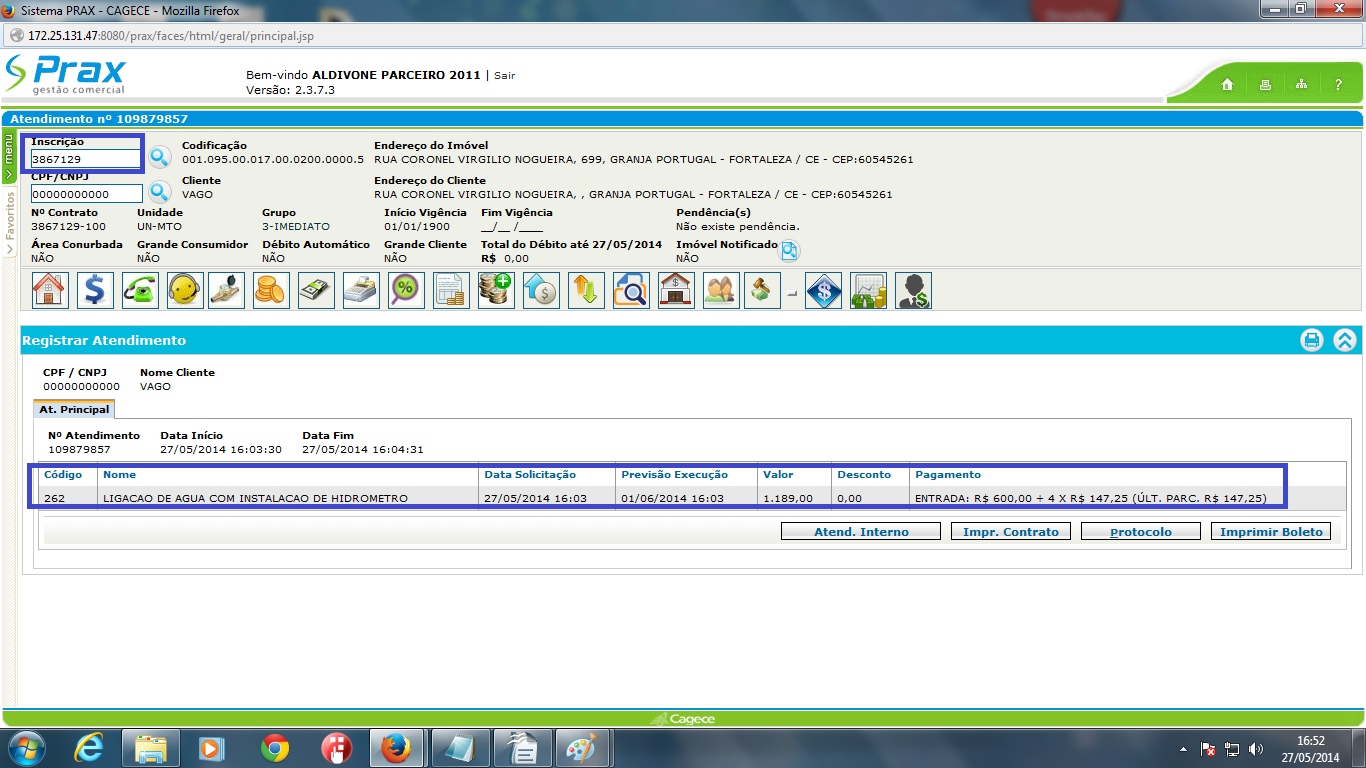 Sistema PRAX - CAGECE - Mozilla Firefox
172.25.131.47:8080/prax/faces/html/geral/principal.jsp
Prax
gestão comercial
Bem-vindo ALDIVONE PARCEIRO 2011 | Sair
Versão: 2.3.7.3
?
Atendimento nº 109879857
menu
Favoritos
Inscrição Codificação Endereço do Imóvel
3867129 001.095.00.017.00.0200.0000.5 RUA CORONEL VIRGILIO NOGUEIRA, 699, GRANJA PORTUGAL - FORTALEZA / CE - CEP:60545261
CPF/CNPJ Cliente Endereço do Cliente
00000000000 VAGO RUA CORONEL VIRGILIO NOGUEIRA, , GRANJA PORTUGAL - FORTALEZA / CE - CEP:60545261
Nº Contrato Unidade Grupo Início Vigência Fim Vigência Pendência(s)
3867129-100 UN-MTO 3-IMEDIATO 01/01/1900 __/__ /____ Não existe pendência.
Área Conurbada Grande Consumidor Débito Automático Grande Cliente Total do Débito até 27/05/2014 Imóvel Notificado
NÃO NÃO NÃO NÃO R$ 0,00 NÃO
Registrar Atendimento
CPF / CNPJ Nome Cliente
00000000000 VAGO
At. Principal
Nº Atendimento Data Início Data Fim
109879857 27/05/2014 16:03:30 27/05/2014 16:04:31
Código Nome Data Solicitação Previsão Execução Valor Desconto Pagamento
262 LIGACAO DE AGUA COM INSTALACAO DE HIDROMETRO 27/05/2014 16:03 01/06/2014 16:03 1.189,00 0,00 ENTRADA: R$ 600,00 + 4 X R$ 147,25 (ÚLT. PARC. R$ 147,25)
Atend. Interno Impr. Contrato Protocolo Imprimir Boleto
Cagece
16:52
27/05/2014